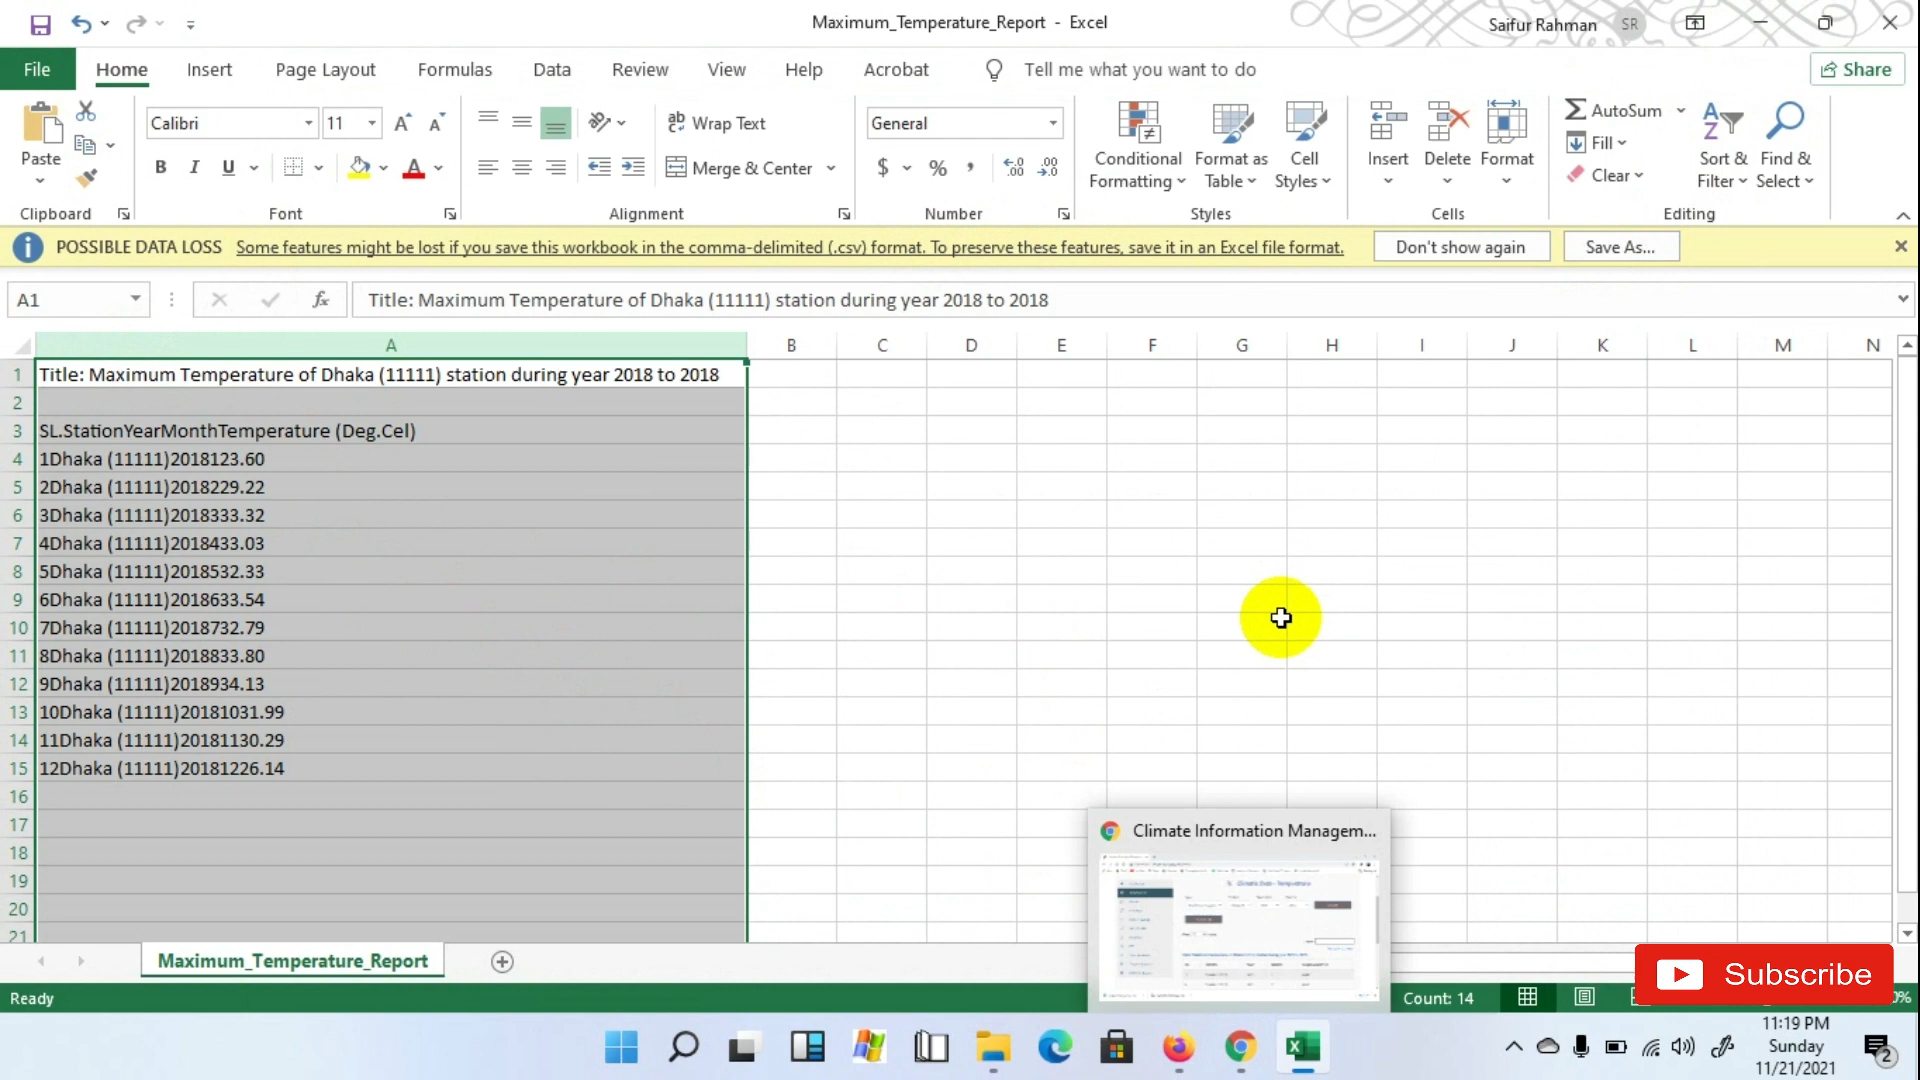 Maximum_Temperature_Report - Excel
Saifur Rahman SR
File Home Insert Page Layout Formulas Data Review View Help Acrobat Tell me what you want to do Share
Paste
Clipboard
Calibri 11
B I U A
Font
Wrap Text
Merge & Center
Alignment
General
$ % ,
Number
Conditional Formatting
Format as Table
Cell Styles
Styles
Insert Delete Format
Cells
AutoSum
Fill
Clear
Sort & Filter
Find & Select
Editing
POSSIBLE DATA LOSS Some features might be lost if you save this workbook in the comma-delimited (.csv) format. To preserve these features, save it in an Excel file format. Don't show again Save As...
A1 fx Title: Maximum Temperature of Dhaka (11111) station during year 2018 to 2018
A B C D E F G H I J K L M N
1 Title: Maximum Temperature of Dhaka (11111) station during year 2018 to 2018
2
3 SL.StationYearMonthTemperature (Deg.Cel)
4 1Dhaka (11111)2018123.60
5 2Dhaka (11111)2018229.22
6 3Dhaka (11111)2018333.32
7 4Dhaka (11111)2018433.03
8 5Dhaka (11111)2018532.33
9 6Dhaka (11111)2018633.54
10 7Dhaka (11111)2018732.79
11 8Dhaka (11111)2018833.80
12 9Dhaka (11111)2018934.13
13 10Dhaka (11111)20181031.99
14 11Dhaka (11111)20181130.29
15 12Dhaka (11111)20181226.14
16
17
18
19
20
21
Climate Information Managem...
Maximum_Temperature_Report
Subscribe
Ready Count: 14 0%
11:19 PM
Sunday
11/21/2021
2